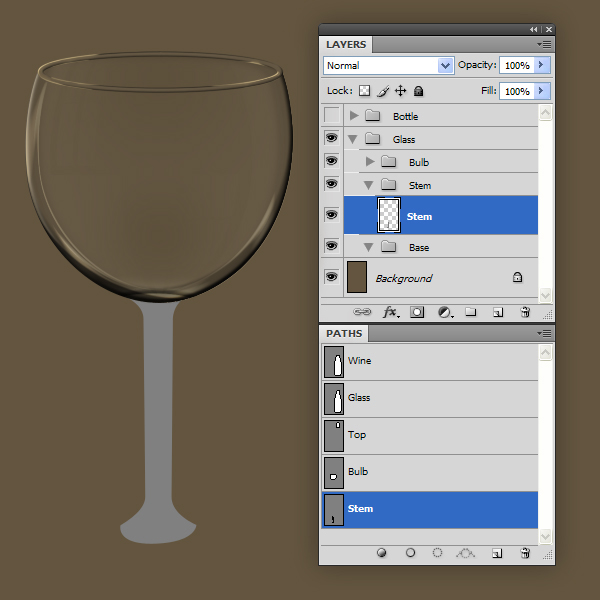 LAYERS
Normal Opacity: 100%
Lock: Fill: 100%
Bottle
Glass
Bulb
Stem
Stem
Base
Background
fx
PATHS
Wine
Glass
Top
Bulb
Stem